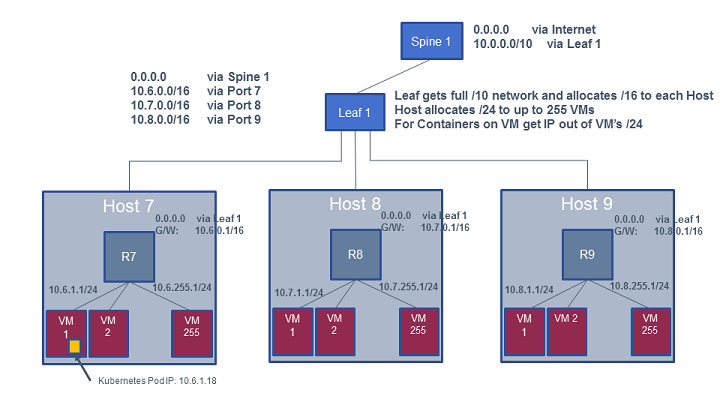 0.0.0.0 via Internet
10.0.0.0/10 via Leaf 1
Spine 1
0.0.0.0 via Spine 1
10.6.0.0/16 via Port 7
10.7.0.0/16 via Port 8
10.8.0.0/16 via Port 9
Leaf 1
Leaf gets full /10 network and allocates /16 to each Host
Host allocates /24 to up to 255 VMs
For Containers on VM get IP out of VM's /24
Host 7
0.0.0.0 via Leaf 1
G/W: 10.6.0.1/16
R7
10.6.1.1/24
10.6.255.1/24
VM 1
VM 2
VM 255
Kubernetes Pod IP: 10.6.1.18
Host 8
0.0.0.0 via Leaf 1
G/W: 10.7.0.1/16
R8
10.7.1.1/24
10.7.255.1/24
VM 1
VM 2
VM 255
Host 9
0.0.0.0 via Leaf 1
G/W: 10.8.0.1/16
R9
10.8.1.1/24
10.8.255.1/24
VM 1
VM 2
VM 255